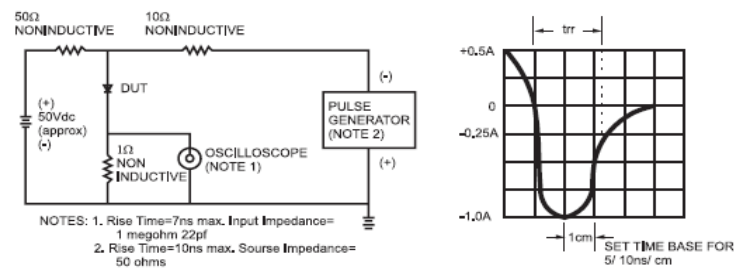 50Ω
NONINDUCTIVE
10Ω
NONINDUCTIVE
DUT
(+)
50Vdc
(approx)
(-)
1Ω
NON
INDUCTIVE
OSCILLOSCOPE
(NOTE 1)
(-)
PULSE
GENERATOR
(NOTE 2)
(+)
NOTES: 1. Rise Time=7ns max. Input Impedance=
1 megohm 22pf
2. Rise Time=10ns max. Sourse Impedance=
50 ohms
trr
+0.5A
0
-0.25A
-1.0A
1cm
SET TIME BASE FOR
5/ 10ns/ cm